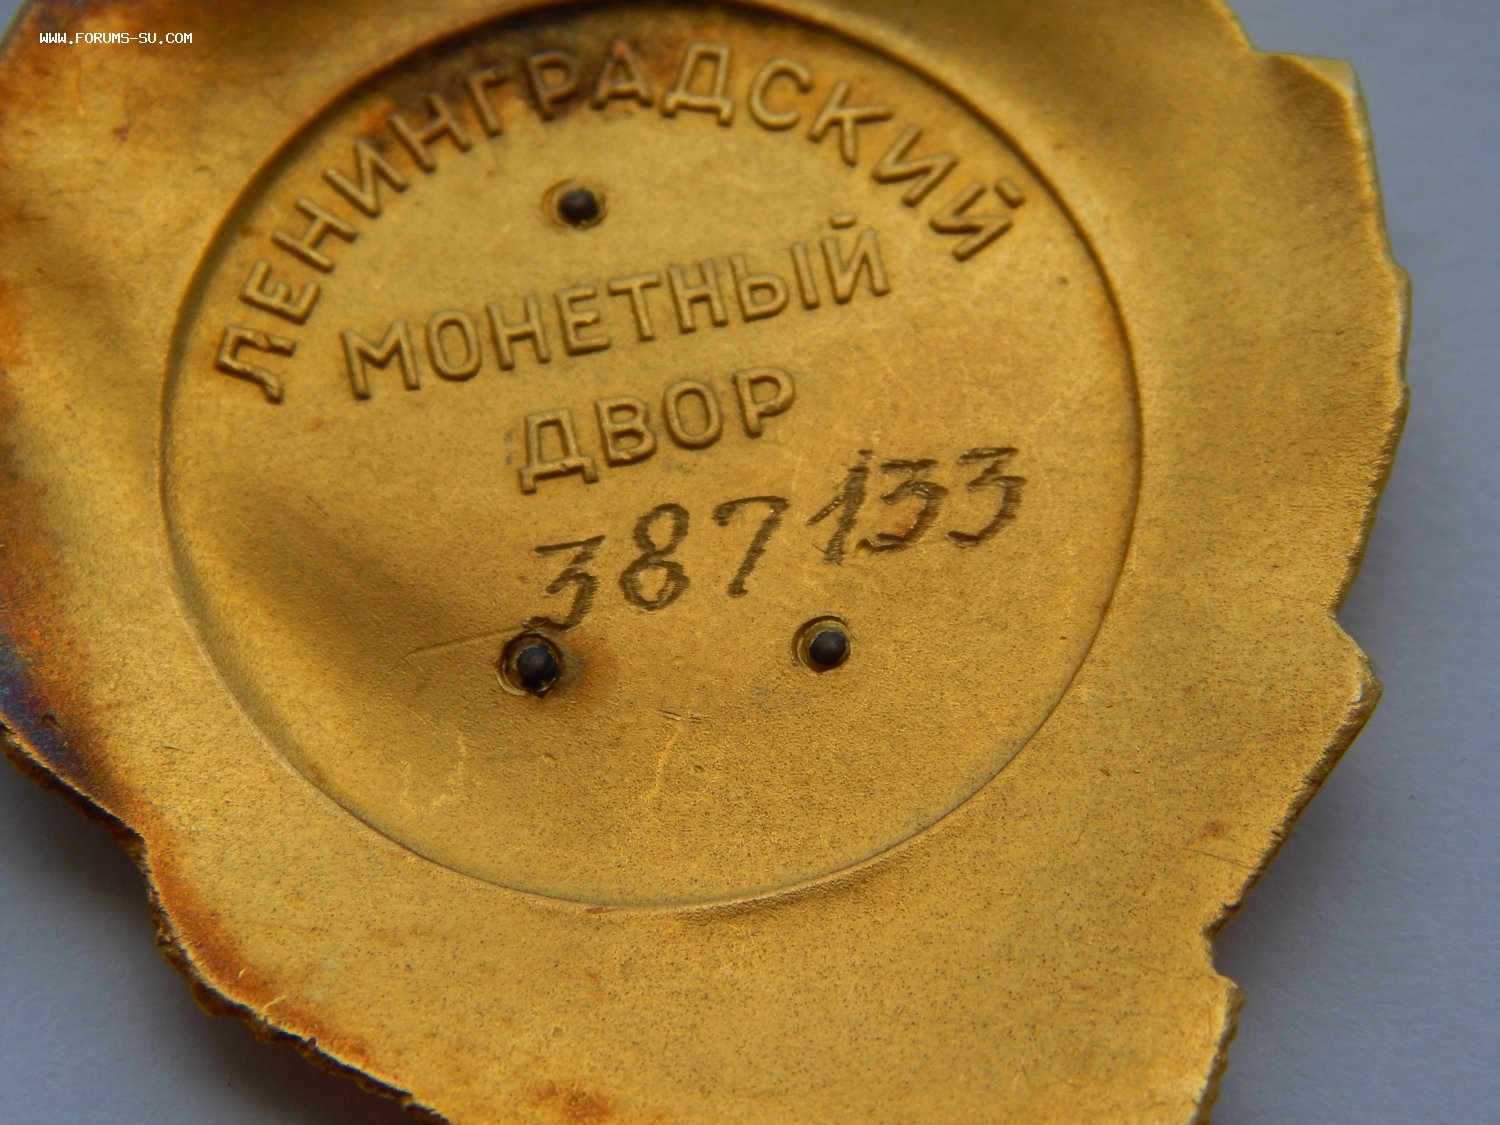 WWW.FORUMS-SU.COM
ЛЕНИНГРАДСКИЙ
МОНЕТНЫЙ
ДВОР
387133